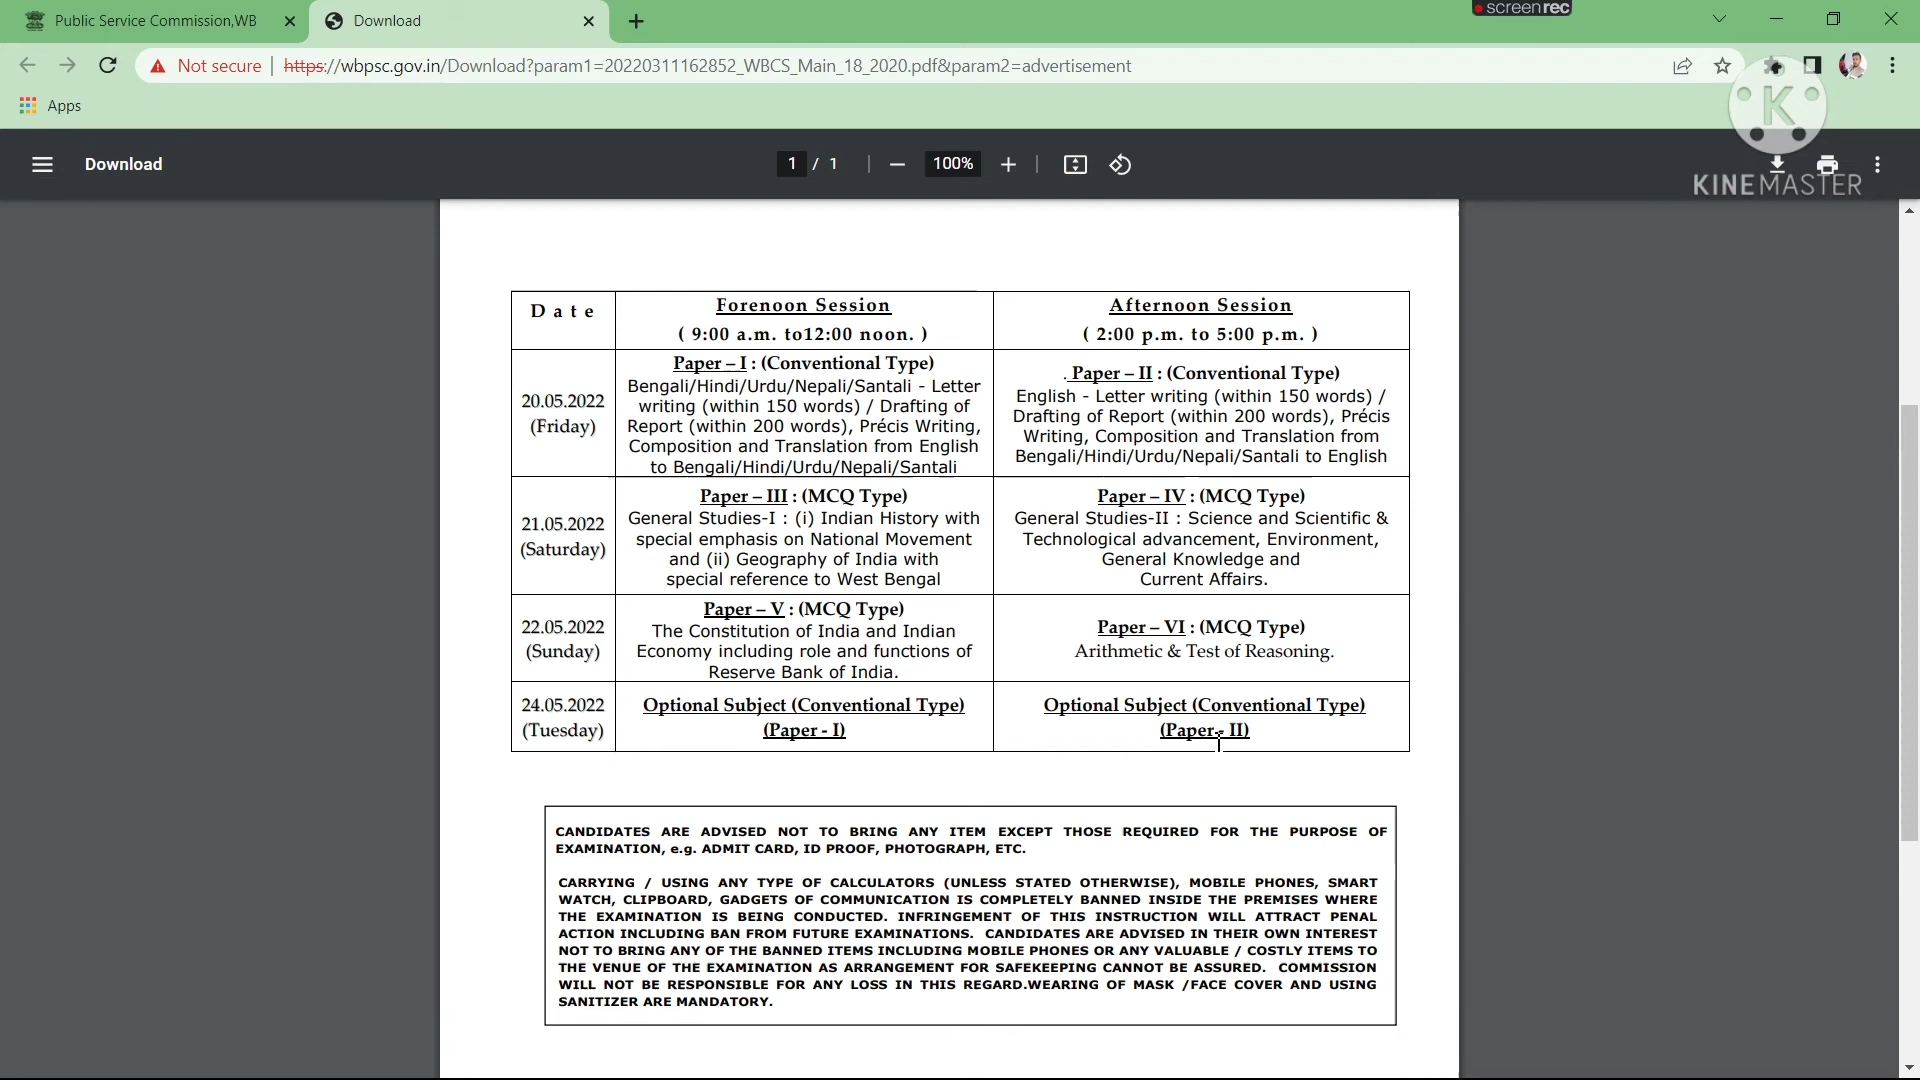 Public Service Commission,WB
Download
screenrec
Not secure
https://wbpsc.gov.in/Download?param1=20220311162852_WBCS_Main_18_2020.pdf&param2=advertisement
Apps
K
Download
1 / 1
100%
KINEMASTER
Date
Forenoon Session
( 9:00 a.m. to12:00 noon. )
Afternoon Session
( 2:00 p.m. to 5:00 p.m. )
20.05.2022
(Friday)
Paper – I : (Conventional Type)
Bengali/Hindi/Urdu/Nepali/Santali - Letter
writing (within 150 words) / Drafting of
Report (within 200 words), Précis Writing,
Composition and Translation from English
to Bengali/Hindi/Urdu/Nepali/Santali
. Paper – II : (Conventional Type)
English - Letter writing (within 150 words) /
Drafting of Report (within 200 words), Précis
Writing, Composition and Translation from
Bengali/Hindi/Urdu/Nepali/Santali to English
21.05.2022
(Saturday)
Paper – III : (MCQ Type)
General Studies-I : (i) Indian History with
special emphasis on National Movement
and (ii) Geography of India with
special reference to West Bengal
Paper – IV : (MCQ Type)
General Studies-II : Science and Scientific &
Technological advancement, Environment,
General Knowledge and
Current Affairs.
22.05.2022
(Sunday)
Paper – V : (MCQ Type)
The Constitution of India and Indian
Economy including role and functions of
Reserve Bank of India.
Paper – VI : (MCQ Type)
Arithmetic & Test of Reasoning.
24.05.2022
(Tuesday)
Optional Subject (Conventional Type)
(Paper - I)
Optional Subject (Conventional Type)
(Paper - II)
CANDIDATES ARE ADVISED NOT TO BRING ANY ITEM EXCEPT THOSE REQUIRED FOR THE PURPOSE OF
EXAMINATION, e.g. ADMIT CARD, ID PROOF, PHOTOGRAPH, ETC.
CARRYING / USING ANY TYPE OF CALCULATORS (UNLESS STATED OTHERWISE), MOBILE PHONES, SMART
WATCH, CLIPBOARD, GADGETS OF COMMUNICATION IS COMPLETELY BANNED INSIDE THE PREMISES WHERE
THE EXAMINATION IS BEING CONDUCTED. INFRINGEMENT OF THIS INSTRUCTION WILL ATTRACT PENAL
ACTION INCLUDING BAN FROM FUTURE EXAMINATIONS. CANDIDATES ARE ADVISED IN THEIR OWN INTEREST
NOT TO BRING ANY OF THE BANNED ITEMS INCLUDING MOBILE PHONES OR ANY VALUABLE / COSTLY ITEMS TO
THE VENUE OF THE EXAMINATION AS ARRANGEMENT FOR SAFEKEEPING CANNOT BE ASSURED. COMMISSION
WILL NOT BE RESPONSIBLE FOR ANY LOSS IN THIS REGARD.WEARING OF MASK /FACE COVER AND USING
SANITIZER ARE MANDATORY.